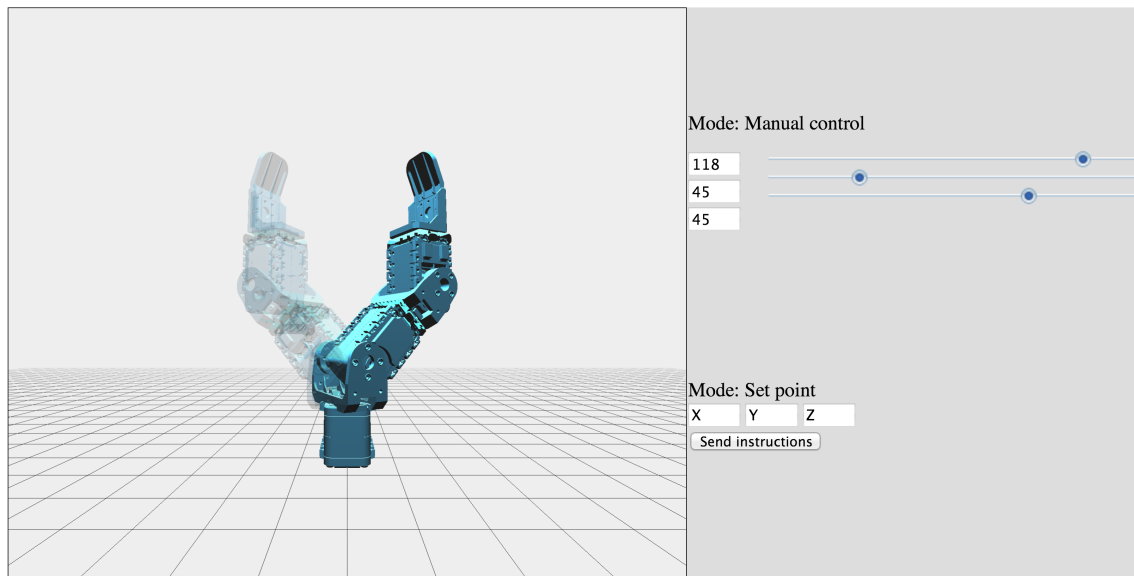 Mode: Manual control
118
45
45
Mode: Set point
X Y Z
Send instructions